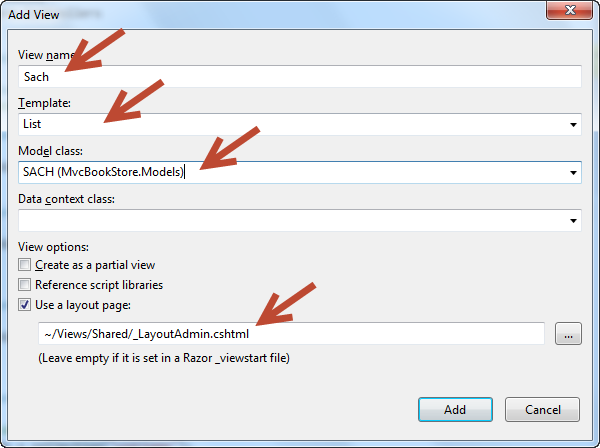 Add View
View name:
Sach
Template:
List
Model class:
SACH (MvcBookStore.Models)
Data context class:
View options:
Create as a partial view
Reference script libraries
Use a layout page:
~/Views/Shared/_LayoutAdmin.cshtml
...
(Leave empty if it is set in a Razor _viewstart file)
Add
Cancel